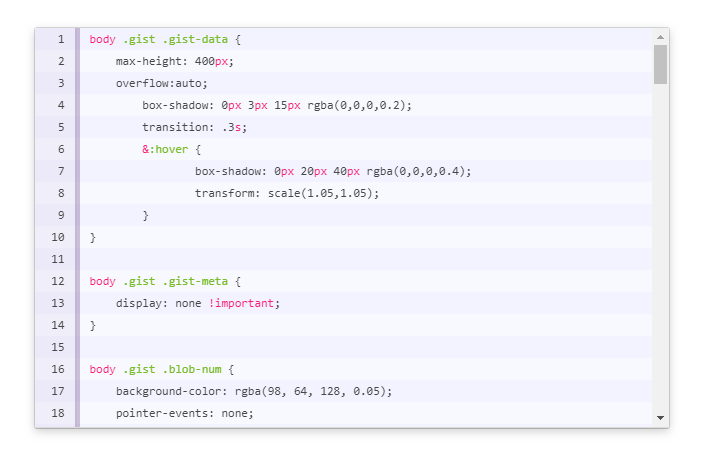 1 body .gist .gist-data {
2 max-height: 400px;
3 overflow:auto;
4 box-shadow: 0px 3px 15px rgba(0,0,0,0.2);
5 transition: .3s;
6 &:hover {
7 box-shadow: 0px 20px 40px rgba(0,0,0,0.4);
8 transform: scale(1.05,1.05);
9 }
10 }
11
12 body .gist .gist-meta {
13 display: none !important;
14 }
15
16 body .gist .blob-num {
17 background-color: rgba(98, 64, 128, 0.05);
18 pointer-events: none;